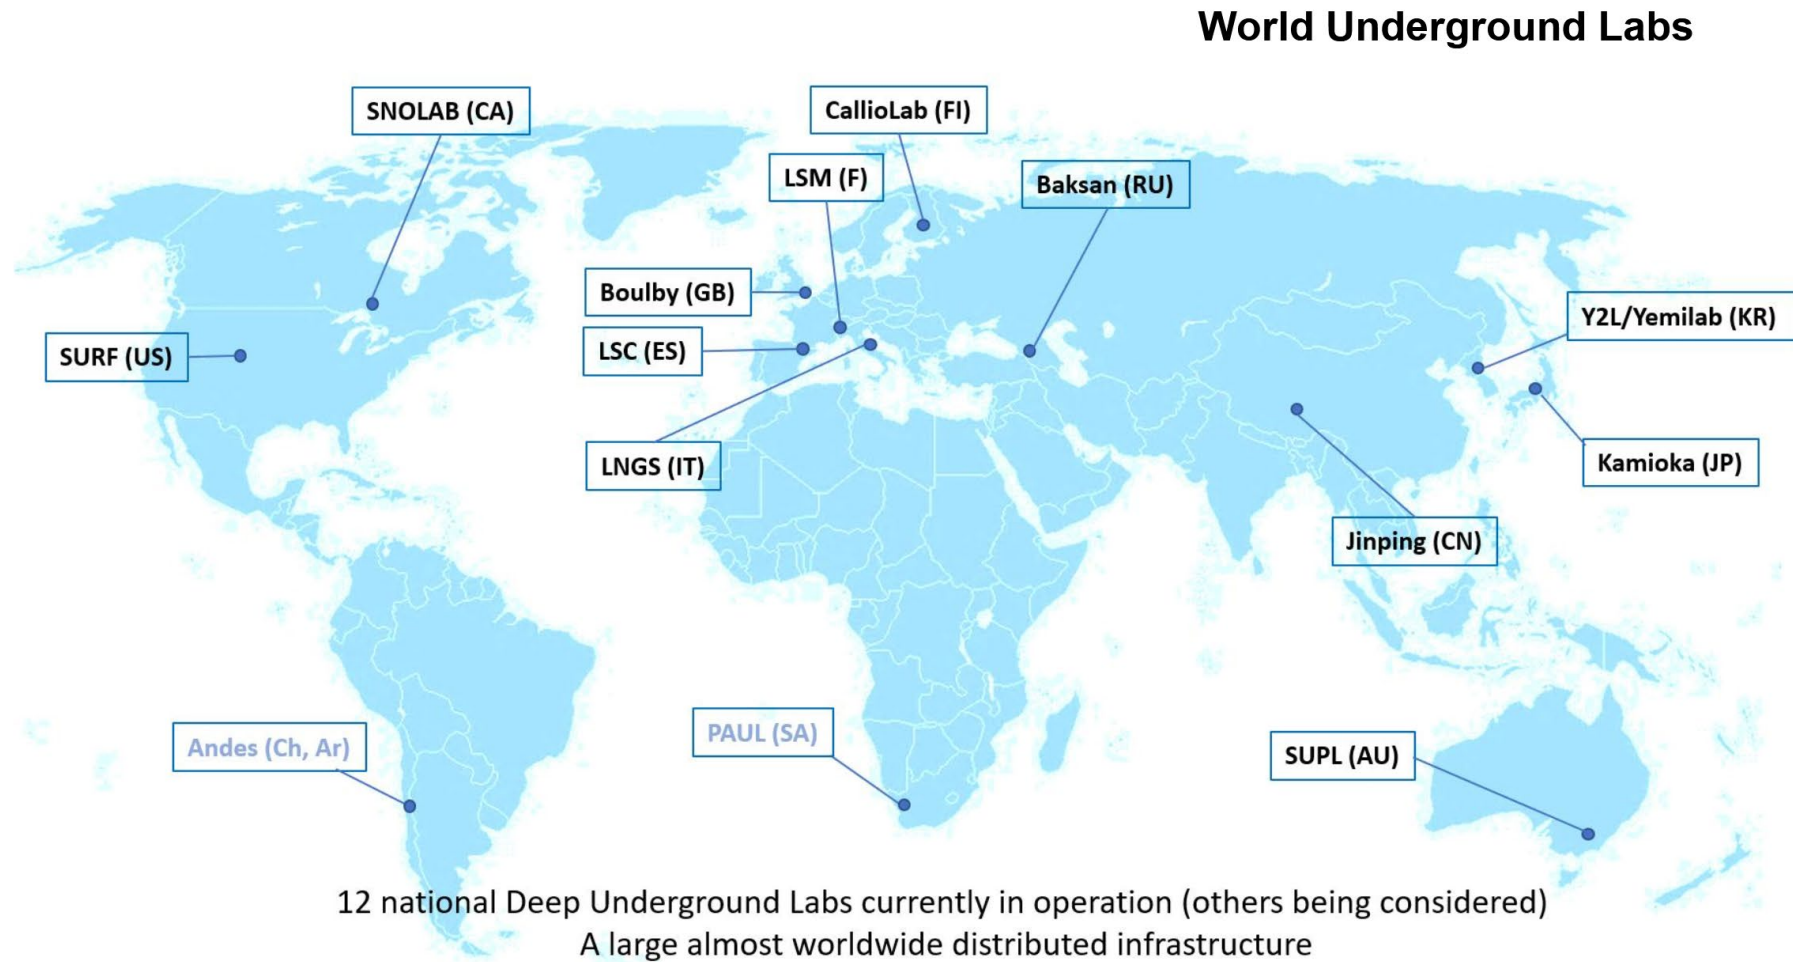 World Underground Labs
SNOLAB (CA)
CallioLab (FI)
LSM (F)
Baksan (RU)
Boulby (GB)
Y2L/Yemilab (KR)
SURF (US)
LSC (ES)
LNGS (IT)
Kamioka (JP)
Jinping (CN)
Andes (Ch, Ar)
PAUL (SA)
SUPL (AU)
12 national Deep Underground Labs currently in operation (others being considered)
A large almost worldwide distributed infrastructure